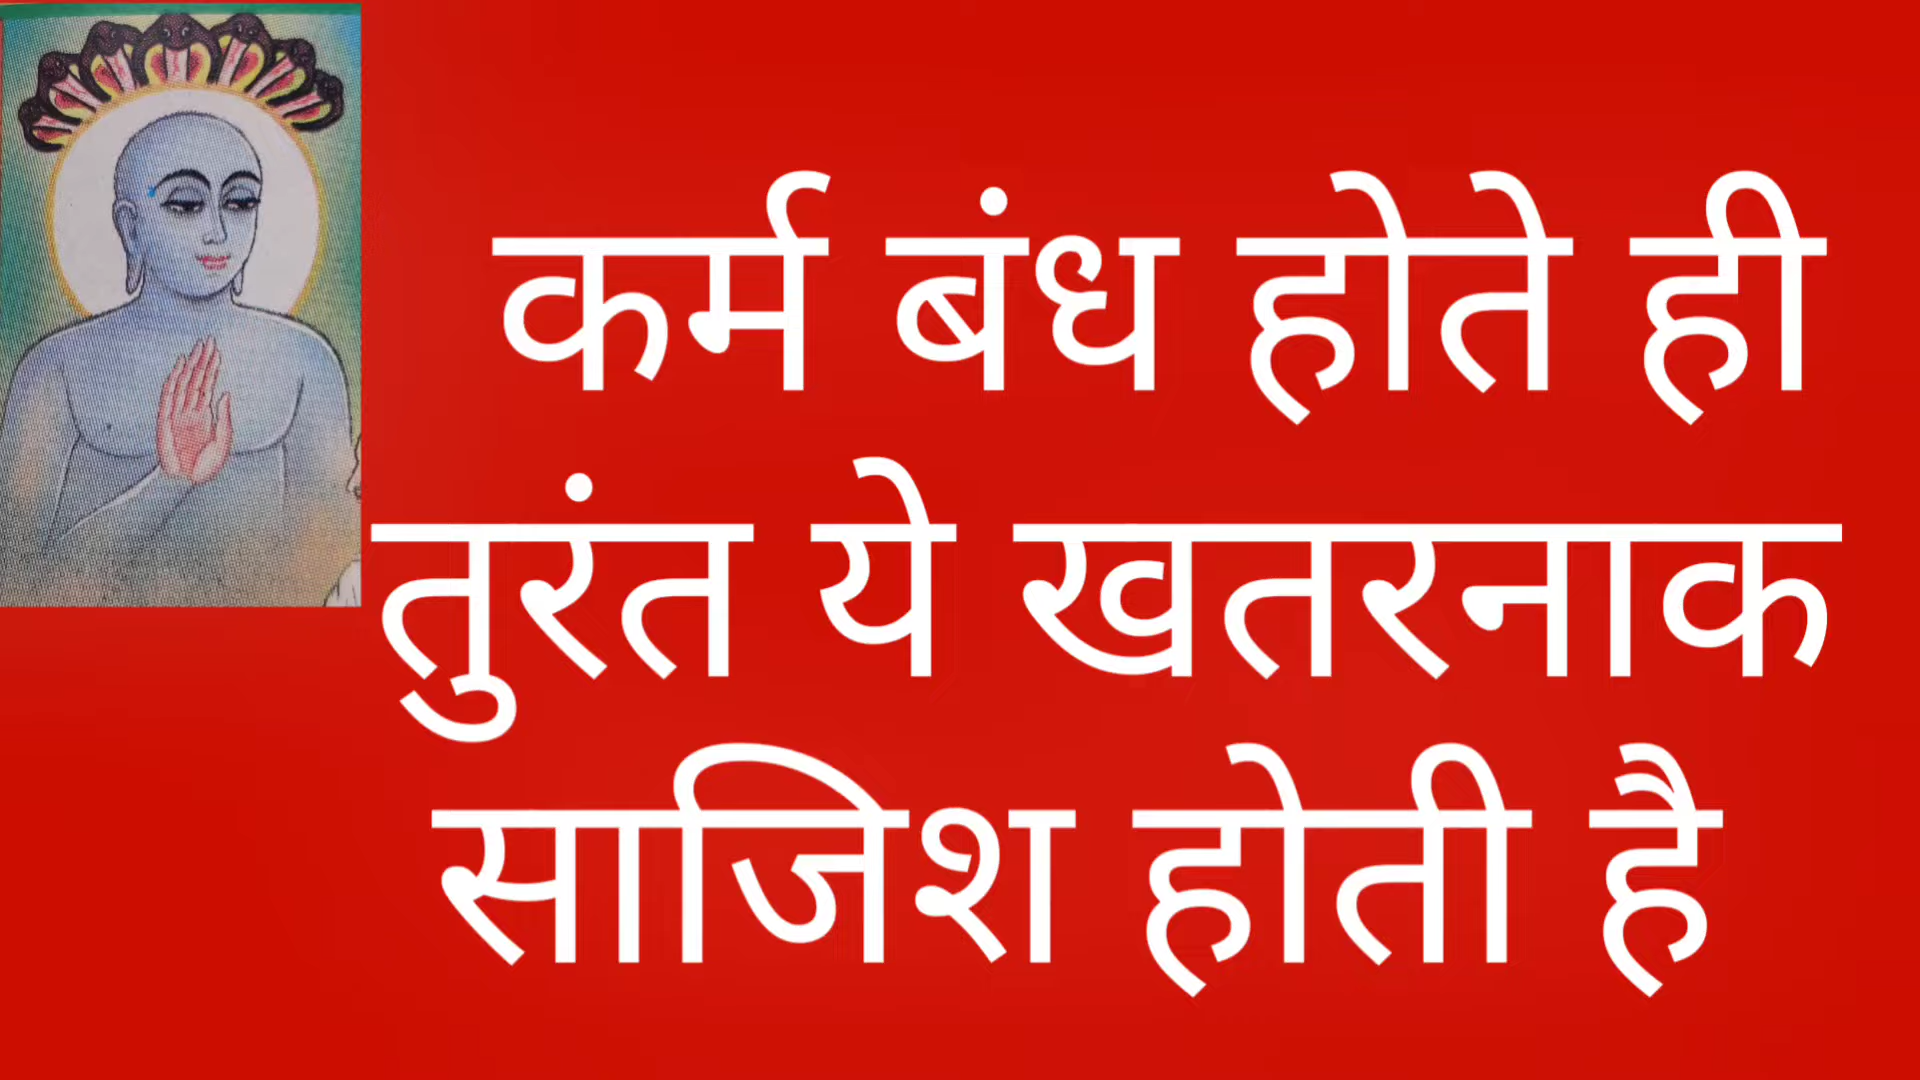 कर्म बंध होते ही
तुरंत ये खतरनाक
साजिश होती है